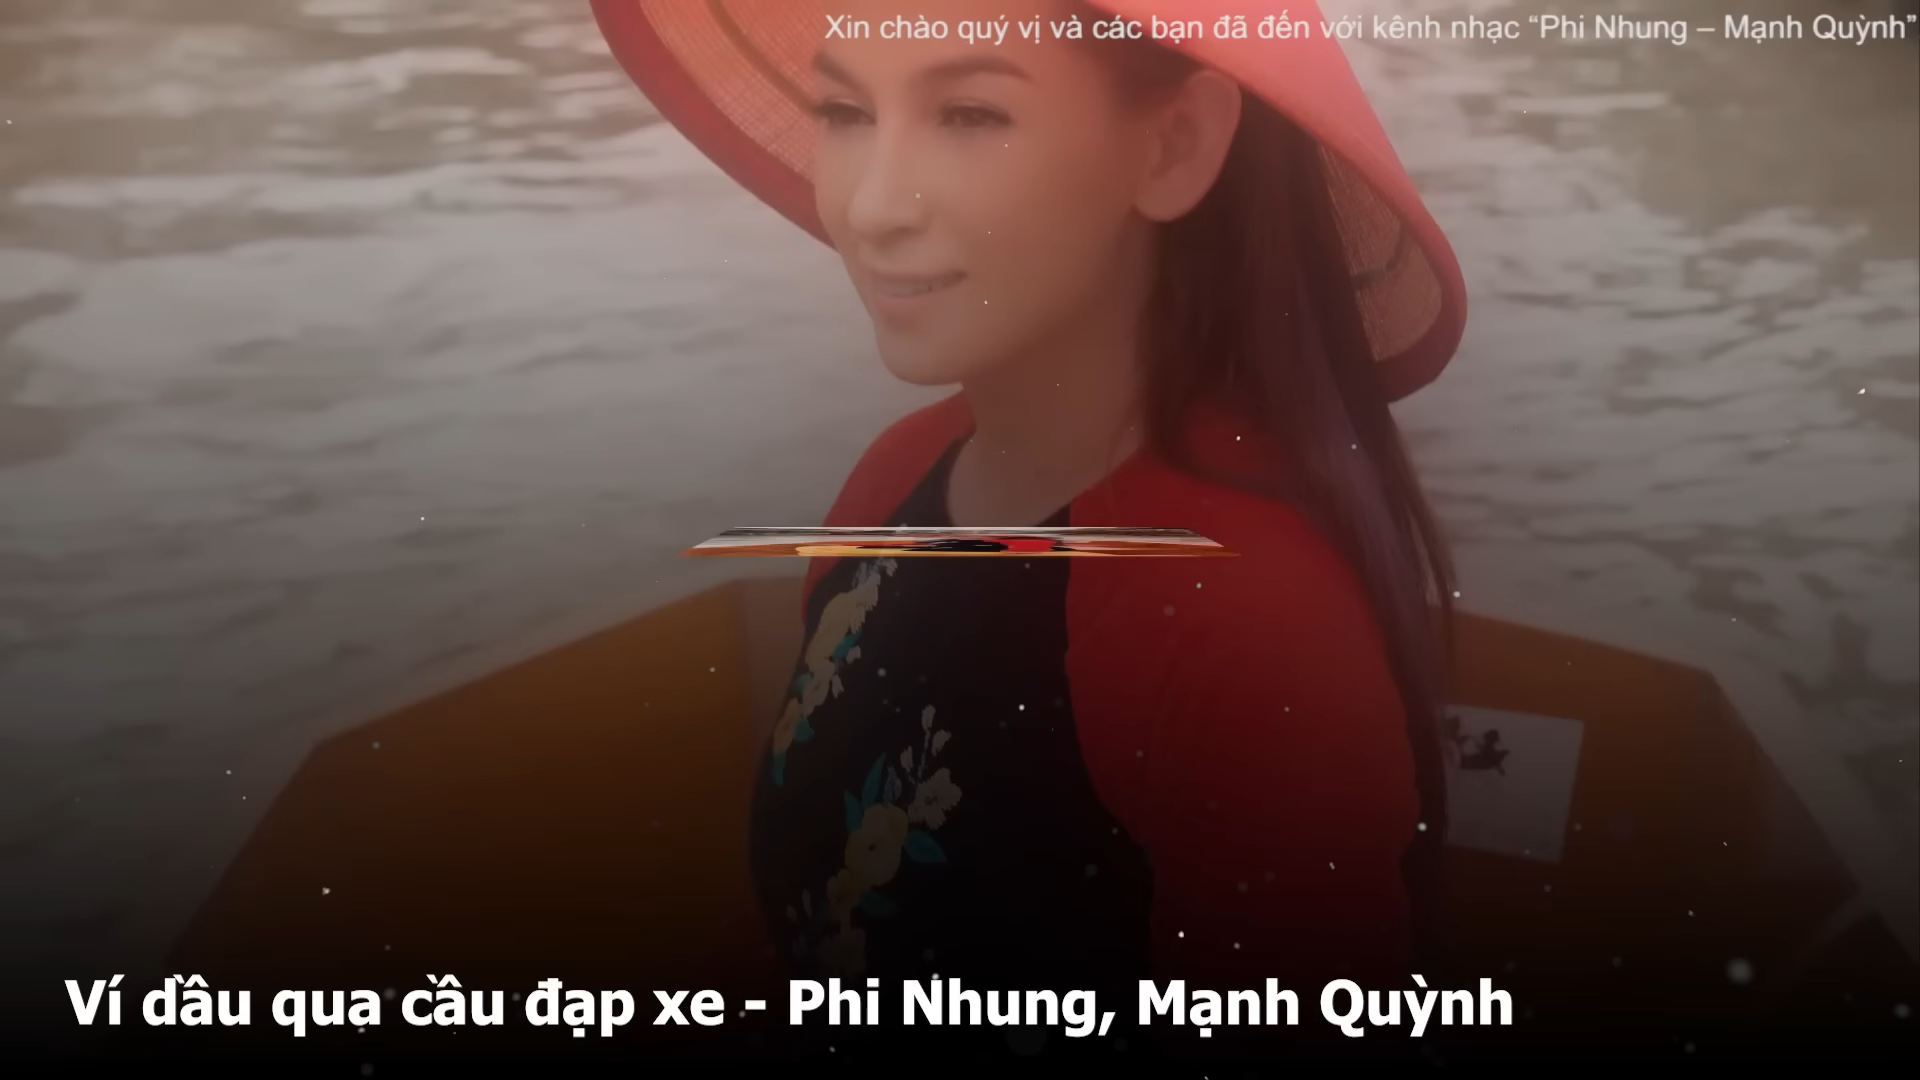 Xin chào quý vị và các bạn đã đến với kênh nhạc “Phi Nhung – Mạnh Quỳnh”
Ví dầu qua cầu đạp xe - Phi Nhung, Mạnh Quỳnh